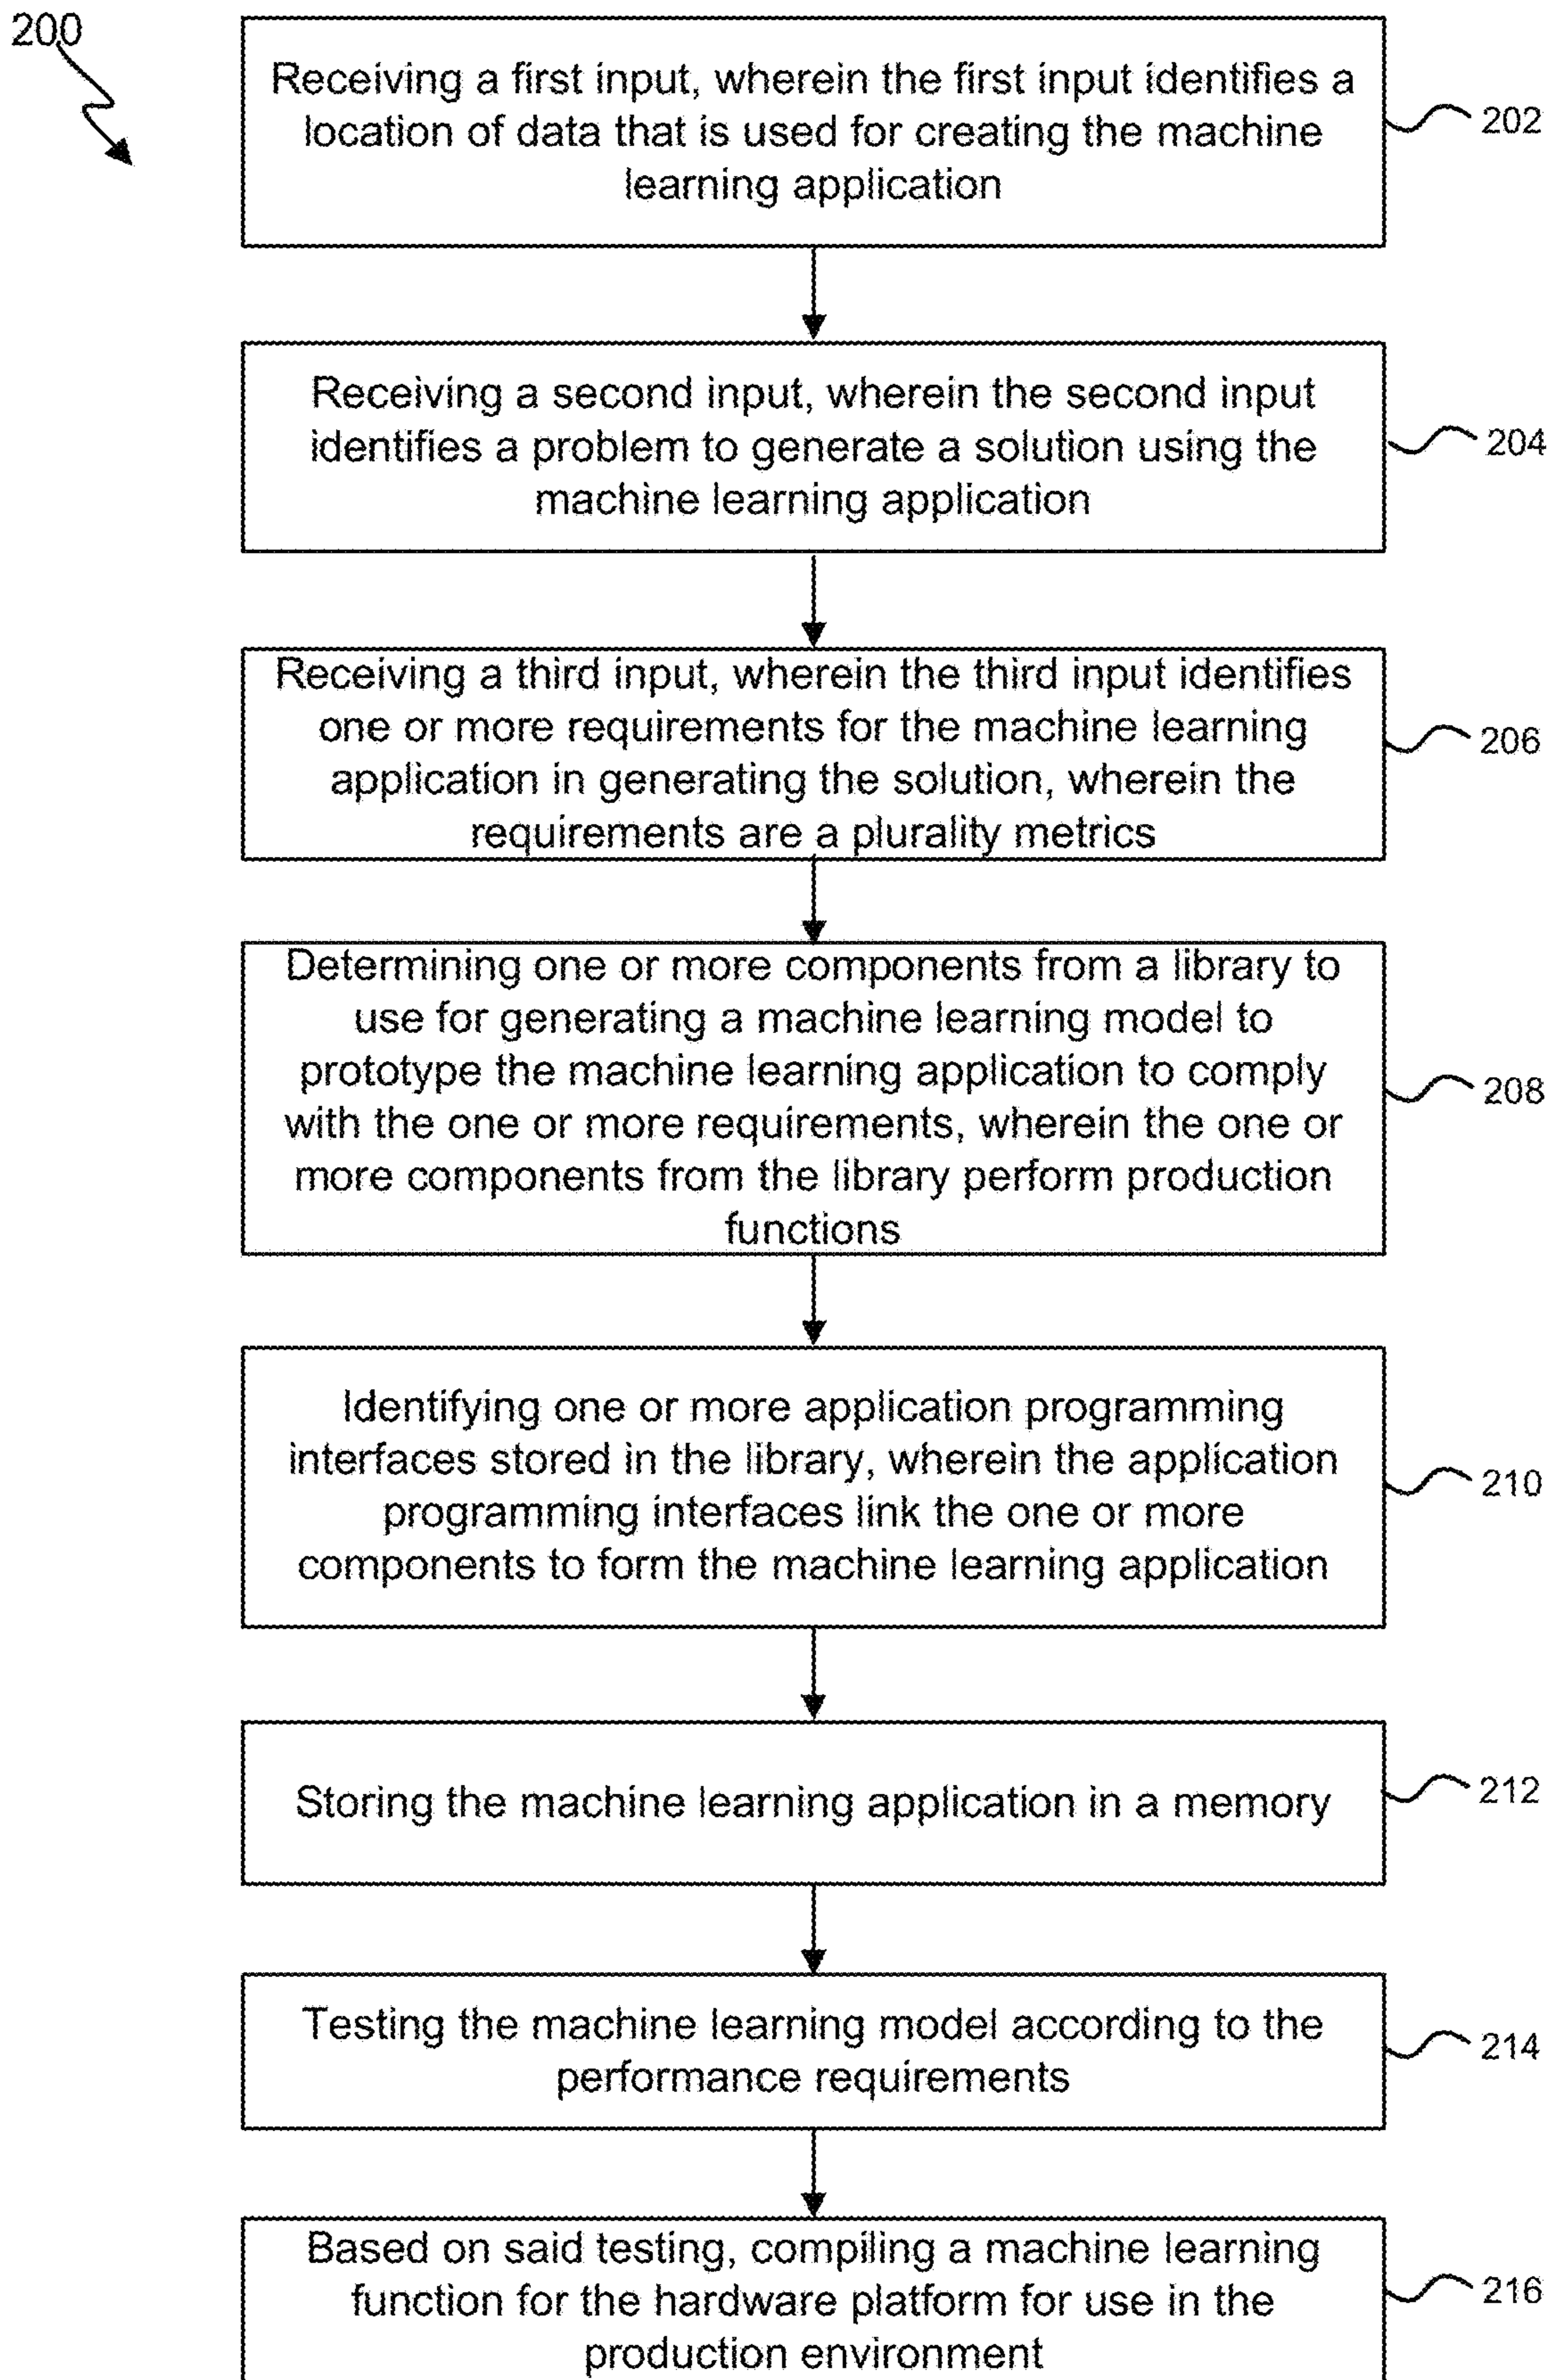 200
Receiving a first input, wherein the first input identifies a
location of data that is used for creating the machine
learning application
202
Receiving a second input, wherein the second input
identifies a problem to generate a solution using the
machine learning application
204
Receiving a third input, wherein the third input identifies
one or more requirements for the machine learning
application in generating the solution, wherein the
requirements are a plurality metrics
206
Determining one or more components from a library to
use for generating a machine learning model to
prototype the machine learning application to comply
with the one or more requirements, wherein the one or
more components from the library perform production
functions
208
Identifying one or more application programming
interfaces stored in the library, wherein the application
programming interfaces link the one or more
components to form the machine learning application
210
Storing the machine learning application in a memory
212
Testing the machine learning model according to the
performance requirements
214
Based on said testing, compiling a machine learning
function for the hardware platform for use in the
production environment
216